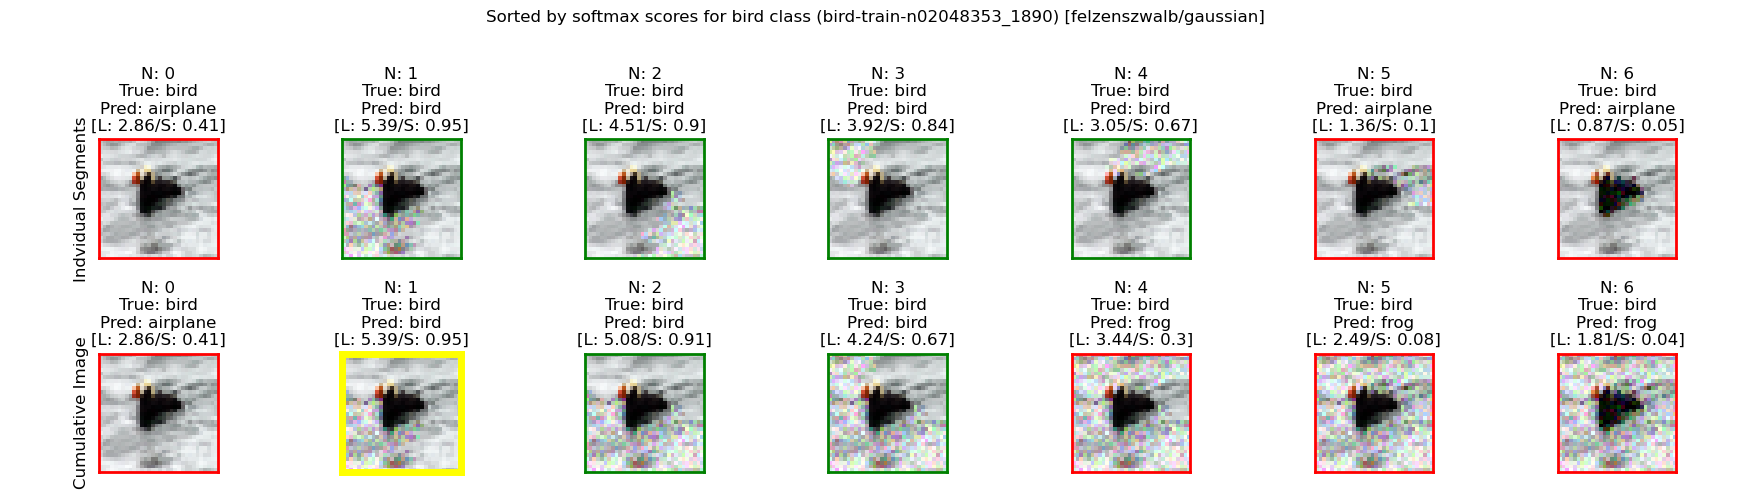 Sorted by softmax scores for bird class (bird-train-n02048353_1890) [felzenszwalb/gaussian]
Indvidual Segments
N: 0
True: bird
Pred: airplane
[L: 2.86/S: 0.41]
N: 1
True: bird
Pred: bird
[L: 5.39/S: 0.95]
N: 2
True: bird
Pred: bird
[L: 4.51/S: 0.9]
N: 3
True: bird
Pred: bird
[L: 3.92/S: 0.84]
N: 4
True: bird
Pred: bird
[L: 3.05/S: 0.67]
N: 5
True: bird
Pred: airplane
[L: 1.36/S: 0.1]
N: 6
True: bird
Pred: airplane
[L: 0.87/S: 0.05]
Cumulative Image
N: 0
True: bird
Pred: airplane
[L: 2.86/S: 0.41]
N: 1
True: bird
Pred: bird
[L: 5.39/S: 0.95]
N: 2
True: bird
Pred: bird
[L: 5.08/S: 0.91]
N: 3
True: bird
Pred: bird
[L: 4.24/S: 0.67]
N: 4
True: bird
Pred: frog
[L: 3.44/S: 0.3]
N: 5
True: bird
Pred: frog
[L: 2.49/S: 0.08]
N: 6
True: bird
Pred: frog
[L: 1.81/S: 0.04]